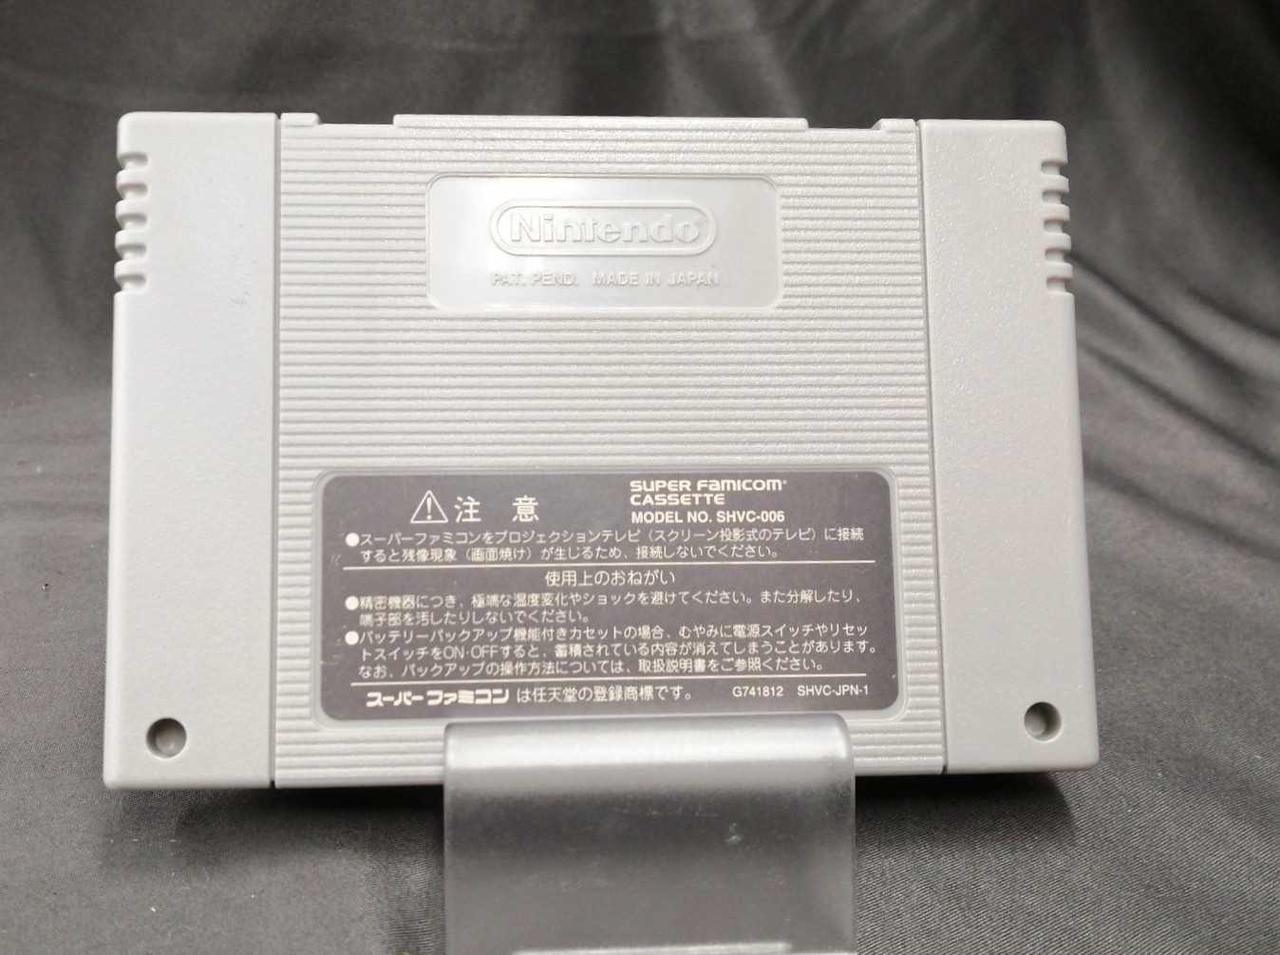 Nintendo
PAT. PEND. MADE IN JAPAN
注 意
SUPER FAMICOM
CASSETTE
MODEL NO. SHVC-006
●スーパーファミコンをプロジェクションテレビ（スクリーン投影式のテレビ）に接続
すると残像現象（画面焼け）が生じるため、接続しないでください。
使用上のおねがい
●精密機器につき、極端な温度変化やショックを避けてください。また分解したり、
端子部を汚したりしないでください。
●バッテリーバックアップ機能付きカセットの場合、むやみに電源スイッチやリセッ
トスイッチをON·OFFすると、蓄積されている内容が消えてしまうことがあります。
なお、バックアップの操作方法については、取扱説明書をご参照ください。
スーパーファミコン は任天堂の登録商標です。 G741812 SHVC-JPN-1